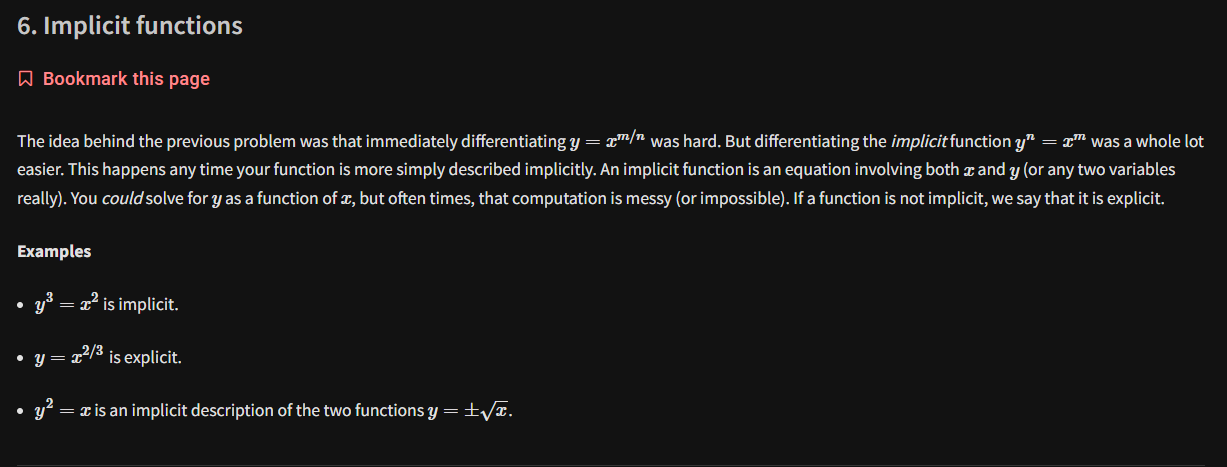 6. Implicit functions
Bookmark this page
The idea behind the previous problem was that immediately differentiating y = x^{m/n} was hard. But differentiating the implicit function y^n = x^m was a whole lot
easier. This happens any time your function is more simply described implicitly. An implicit function is an equation involving both x and y (or any two variables
really). You could solve for y as a function of x, but often times, that computation is messy (or impossible). If a function is not implicit, we say that it is explicit.
Examples
• y^3 = x^2 is implicit.
• y = x^{2/3} is explicit.
• y^2 = x is an implicit description of the two functions y = ±√x.